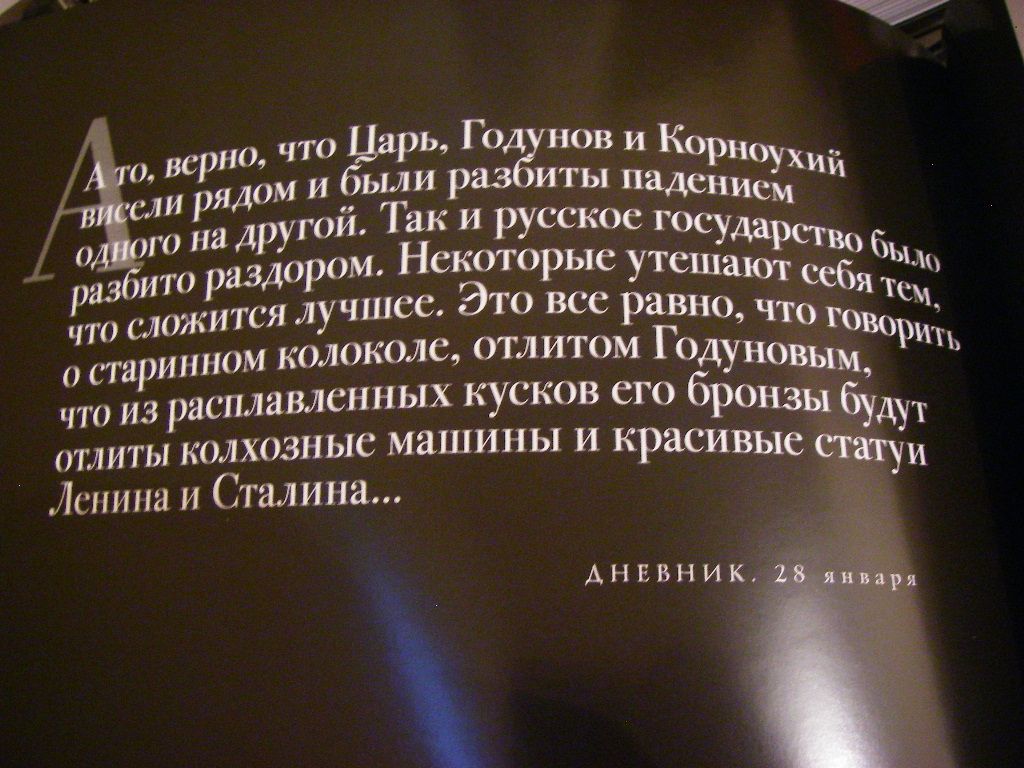 А то, верно, что Царь, Годунов и Корноухий
висели рядом и были разбиты падением
одного на другой. Так и русское государство было
разбито раздором. Некоторые утешают себя тем,
что сложится лучшее. Это все равно, что говорить
о старинном колоколе, отлитом Годуновым,
что из расплавленных кусков его бронзы будут
отлиты колхозные машины и красивые статуи
Ленина и Сталина...
ДНЕВНИК. 28 января